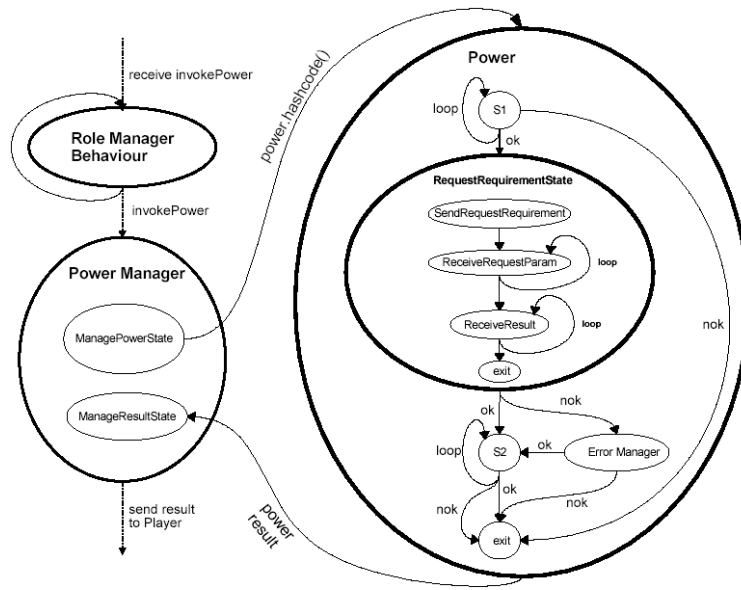 receive invokePower
Role Manager
Behaviour
invokePower
Power Manager
ManagePowerState
ManageResultState
send result
to Player
power.hashcode()
power
result
Power
loop
S1
ok
nok
RequestRequirementState
SendRequestRequirement
ReceiveRequestParam
loop
ReceiveResult
loop
exit
ok
nok
loop
S2
ok
Error Manager
ok
nok
nok
exit